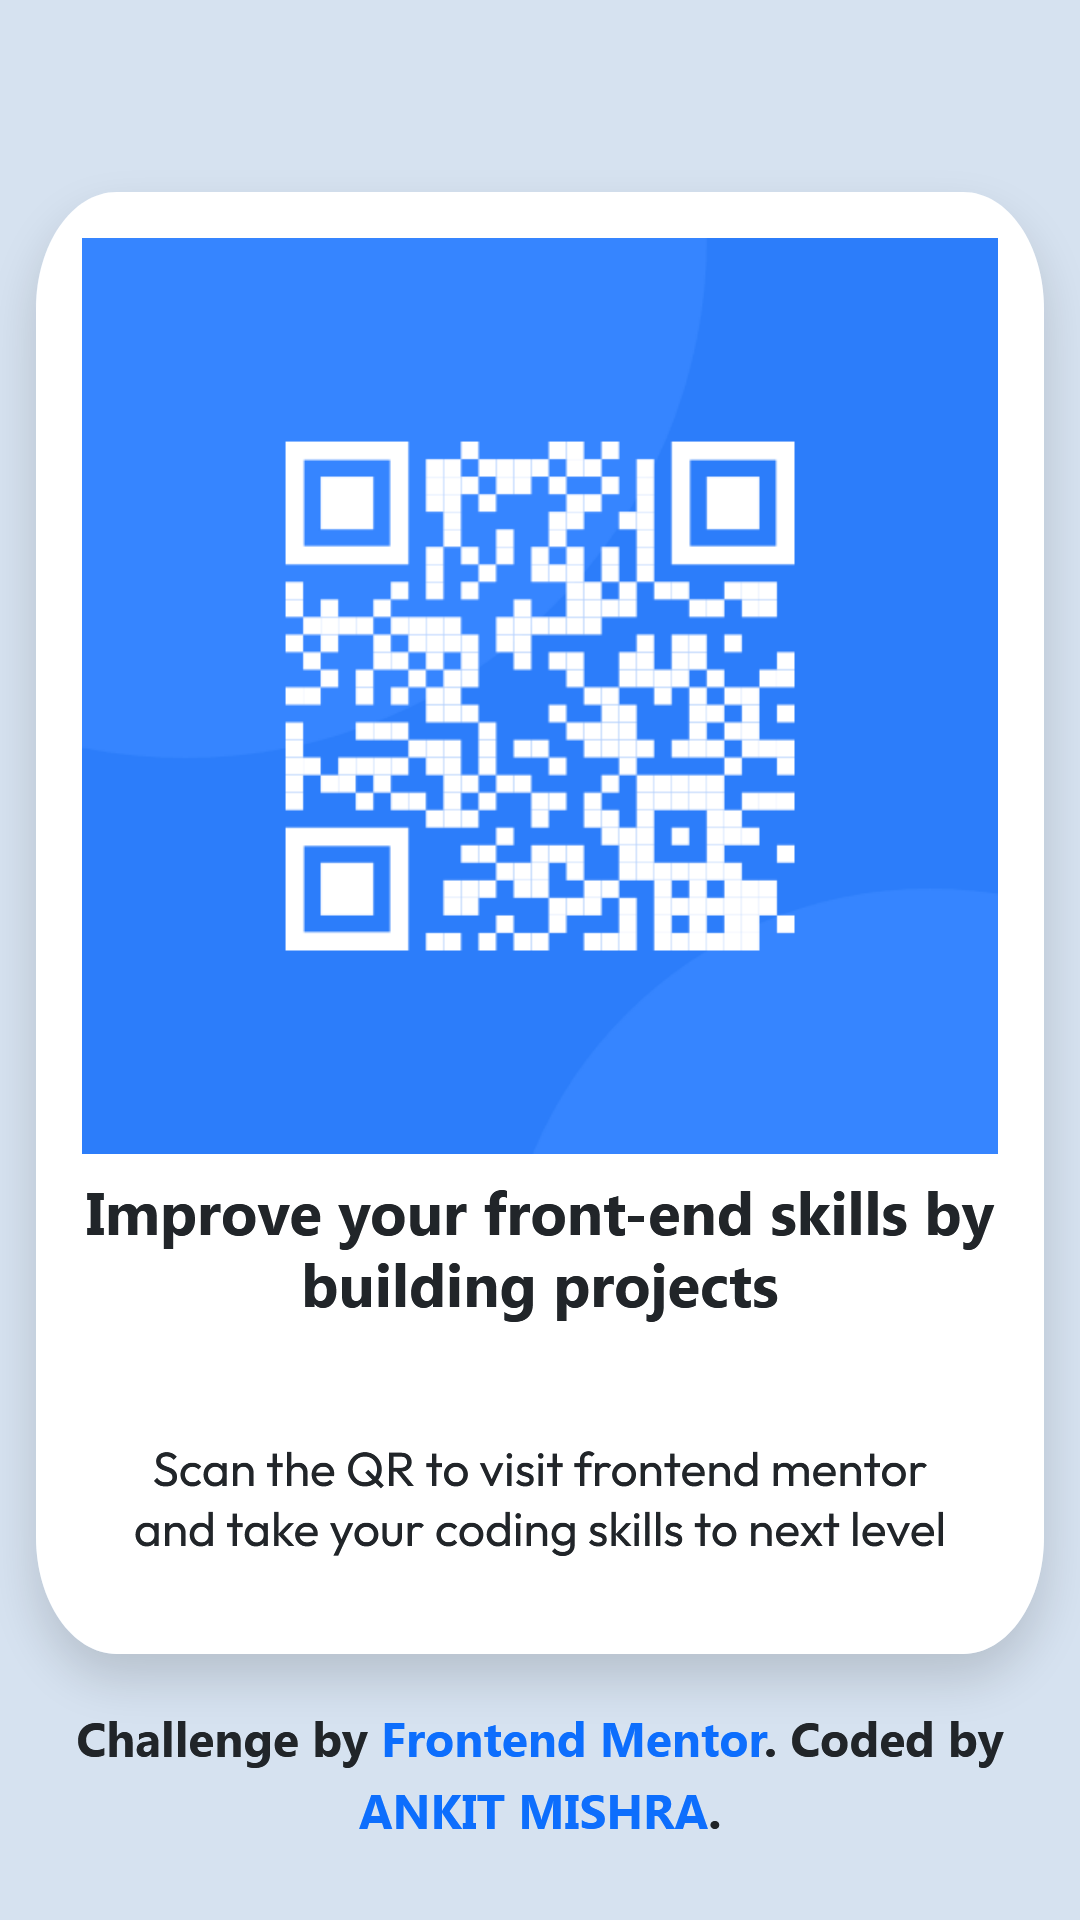 Improve your front-end skills by
building projects
Scan the QR to visit frontend mentor
and take your coding skills to next level
Challenge by Frontend Mentor. Coded by
ANKIT MISHRA.